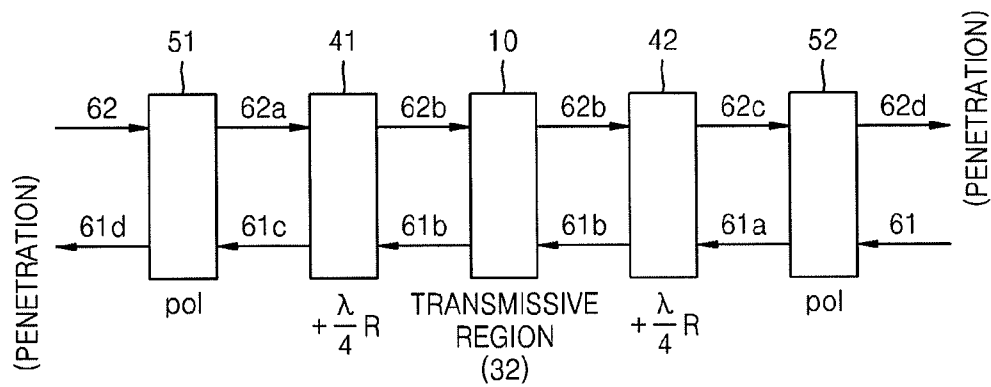 51 41 10 42 52
62 62a 62b 62b 62c 62d
(PENETRATION)
(PENETRATION)
61d 61c 61b 61b 61a 61
pol + λ/4 R TRANSMISSIVE + λ/4 R pol
REGION
(32)